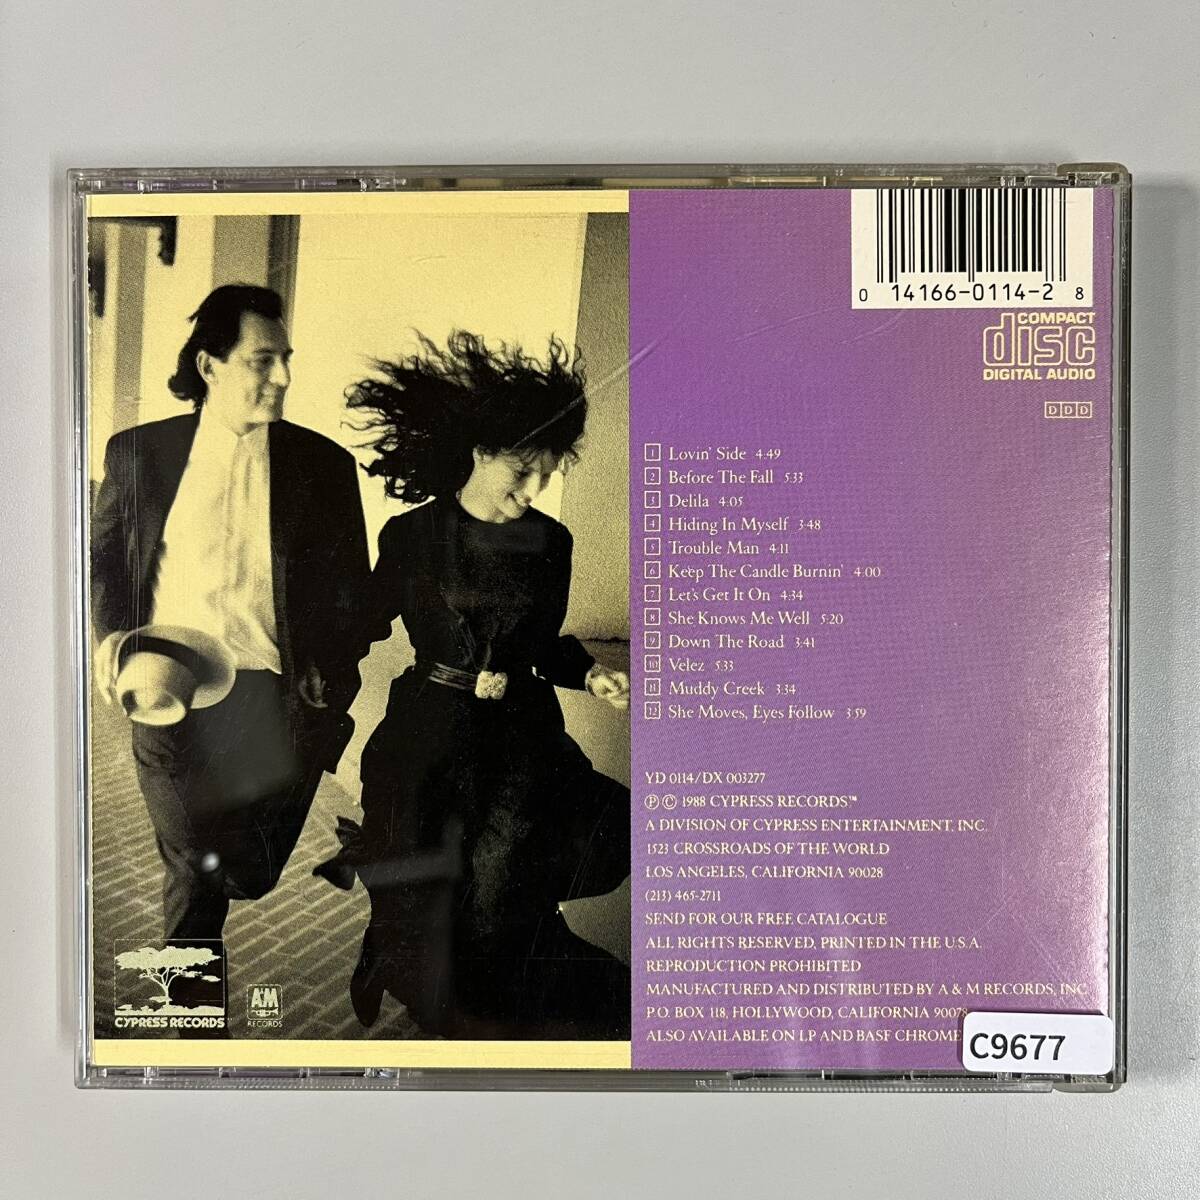 0 14166-0114-2 8
COMPACT
disc
DIGITAL AUDIO
D D D
1 Lovin' Side 4:49
2 Before The Fall 5:33
3 Delila 4:05
4 Hiding In Myself 3:48
5 Trouble Man 4:11
6 Keep The Candle Burnin' 4:00
7 Let's Get It On 4:34
8 She Knows Me Well 5:20
9 Down The Road 3:41
10 Velez 5:33
11 Muddy Creek 3:34
12 She Moves, Eyes Follow 3:59
YD 0114/DX 003277
Ⓟ © 1988 CYPRESS RECORDS™
A DIVISION OF CYPRESS ENTERTAINMENT, INC.
1523 CROSSROADS OF THE WORLD
LOS ANGELES, CALIFORNIA 90028
(213) 465-2711
SEND FOR OUR FREE CATALOGUE
ALL RIGHTS RESERVED, PRINTED IN THE U.S.A.
REPRODUCTION PROHIBITED
MANUFACTURED AND DISTRIBUTED BY A & M RECORDS, INC.
P.O. BOX 118, HOLLYWOOD, CALIFORNIA 90078
ALSO AVAILABLE ON LP AND BASF CHROME
C9677
CYPRESS RECORDS™
A&M
RECORDS